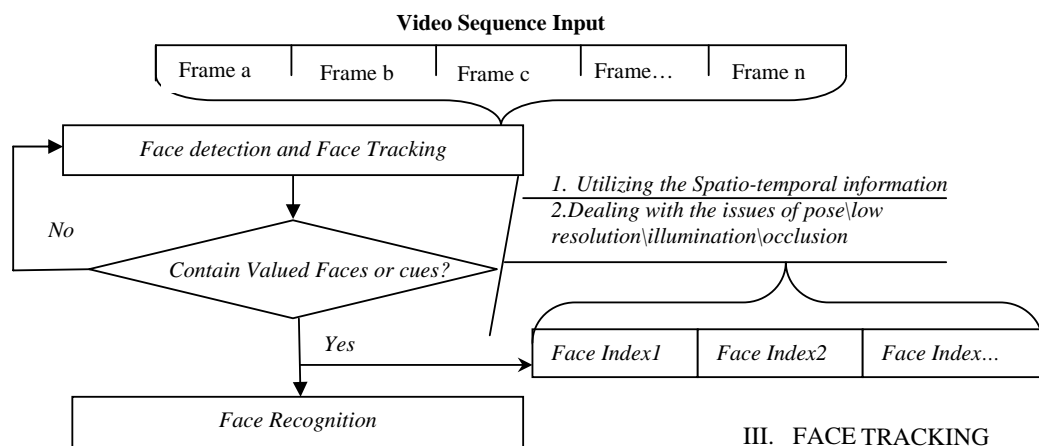 Video Sequence Input
Frame a
Frame b
Frame c
Frame…
Frame n
Face detection and Face Tracking
1. Utilizing the Spatio-temporal information
2.Dealing with the issues of pose\low
resolution\illumination\occlusion
No
Contain Valued Faces or cues?
Yes
Face Index1
Face Index2
Face Index…
Face Recognition
III. FACE TRACKING